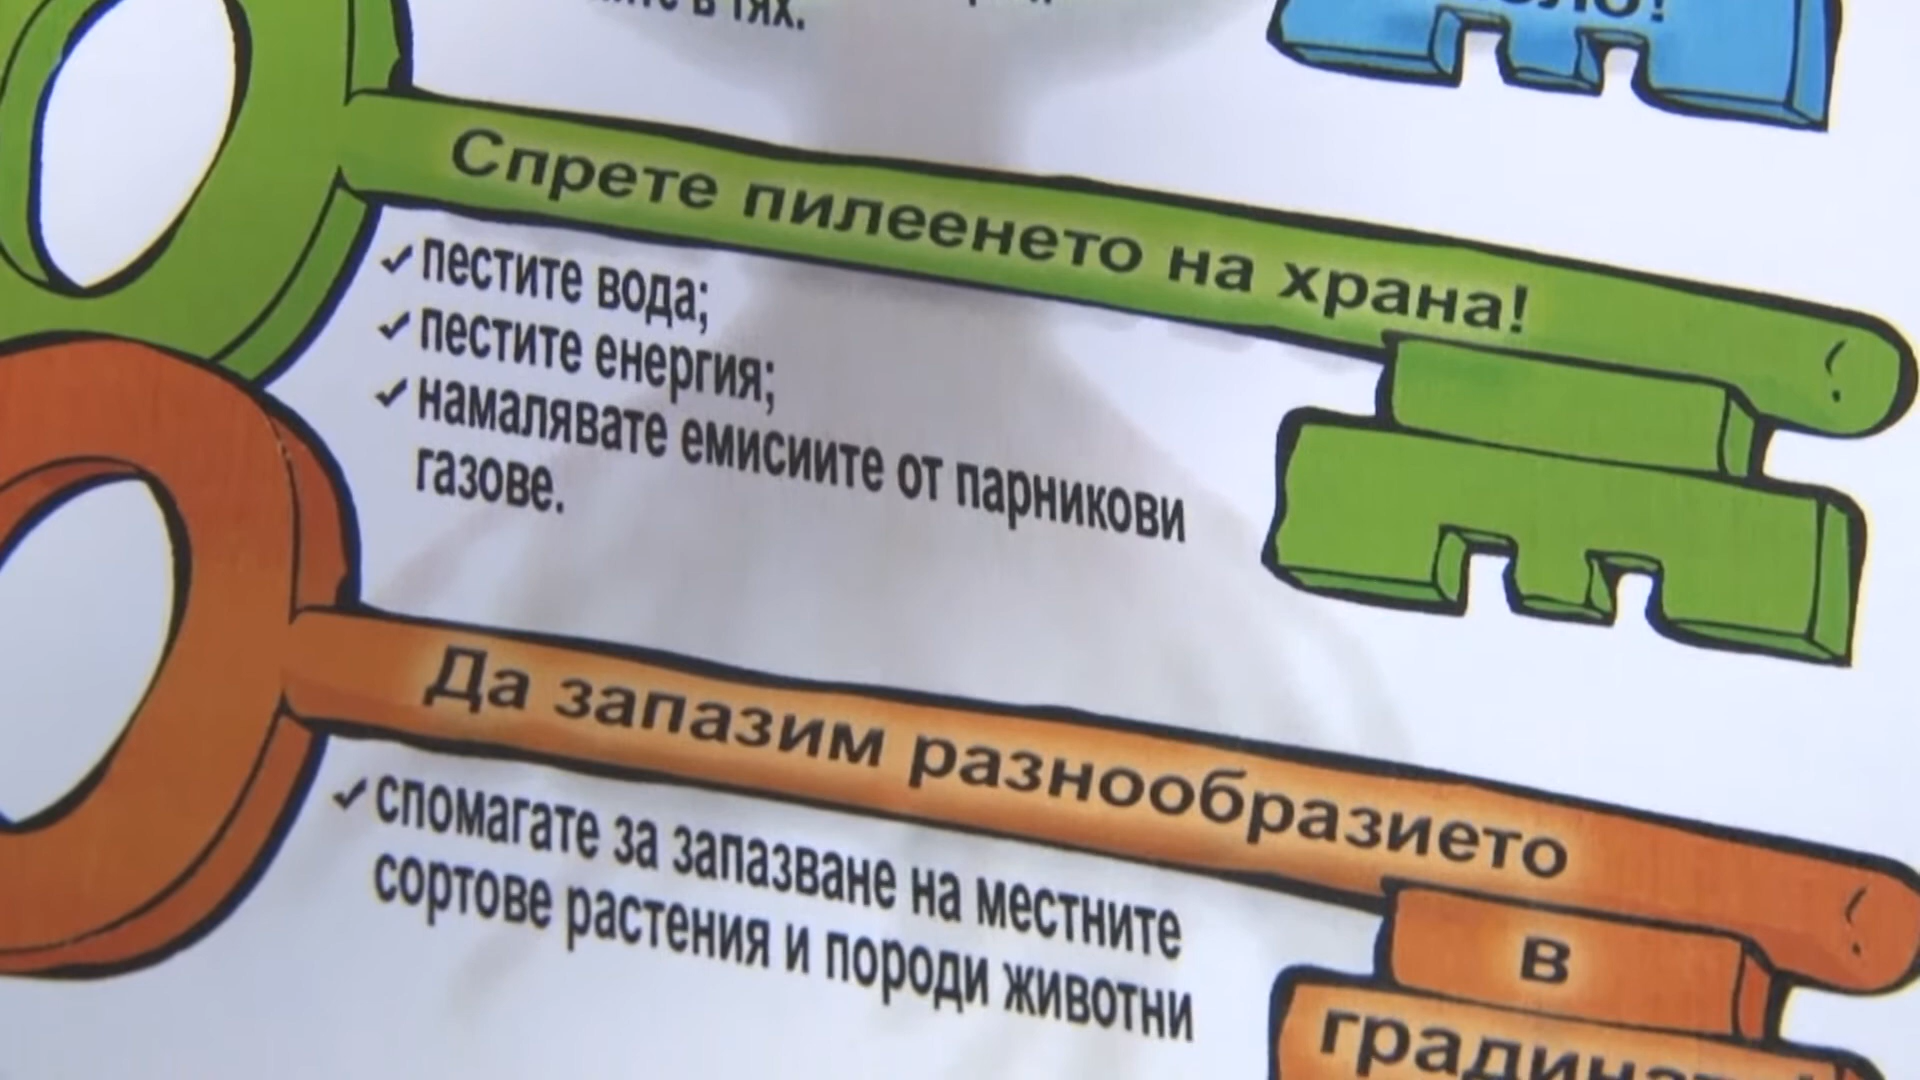 в тях.
Спрете пилеенето на храна!
✓ пестите вода;
✓ пестите енергия;
✓ намалявате емисиите от парникови
газове.
Да запазим разнообразието
в
✓ спомагате за запазване на местните
сортове растения и породи животни